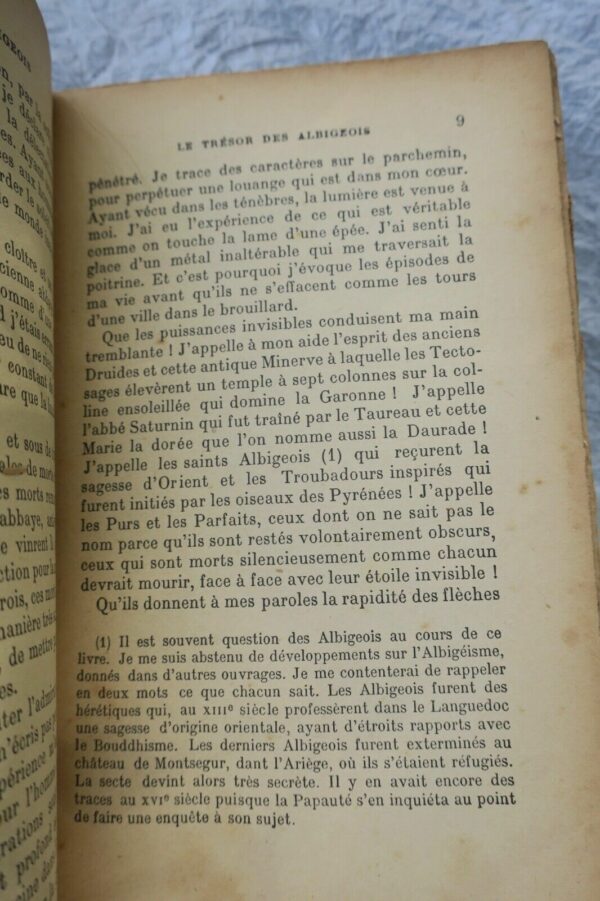 LE TRÉSOR DES ALBIGEOIS 9
pénétré. Je trace des caractères sur le parchemin,
pour perpétuer une louange qui est dans mon cœur.
Ayant vécu dans les ténèbres, la lumière est venue à
moi. J'ai eu l'expérience de ce qui est véritable
comme on touche la lame d'une épée. J'ai senti la
glace d'un métal inaltérable qui me traversait la
poitrine. Et c'est pourquoi j'évoque les épisodes de
ma vie avant qu'ils ne s'effacent comme les tours
d'une ville dans le brouillard.
Que les puissances invisibles conduisent ma main
tremblante ! J'appelle à mon aide l'esprit des anciens
Druides et cette antique Minerve à laquelle les Tecto-
sages élevèrent un temple à sept colonnes sur la col-
line ensoleillée qui domine la Garonne ! J'appelle
l'abbé Saturnin qui fut traîné par le Taureau et cette
Marie la dorée que l'on nomme aussi la Daurade !
J'appelle les saints Albigeois (1) qui reçurent la
sagesse d'Orient et les Troubadours inspirés qui
furent initiés par les oiseaux des Pyrénées ! J'appelle
les Purs et les Parfaits, ceux dont on ne sait pas le
nom parce qu'ils sont restés volontairement obscurs,
ceux qui sont morts silencieusement comme chacun
devrait mourir, face à face avec leur étoile invisible !
Qu'ils donnent à mes paroles la rapidité des flèches
(1) Il est souvent question des Albigeois au cours de ce
livre. Je me suis abstenu de développements sur l'Albigéisme,
donnés dans d'autres ouvrages. Je me contenterai de rappeler
en deux mots ce que chacun sait. Les Albigeois furent des
hérétiques qui, au XIIIe siècle professèrent dans le Languedoc
une sagesse d'origine orientale, ayant d'étroits rapports avec
le Bouddhisme. Les derniers Albigeois furent exterminés au
château de Montsegur, dant l'Ariège, où ils s'étaient réfugiés.
La secte devint alors très secrète. Il y en avait encore des
traces au XVIe siècle puisque la Papauté s'en inquiéta au point
de faire une enquête à son sujet.